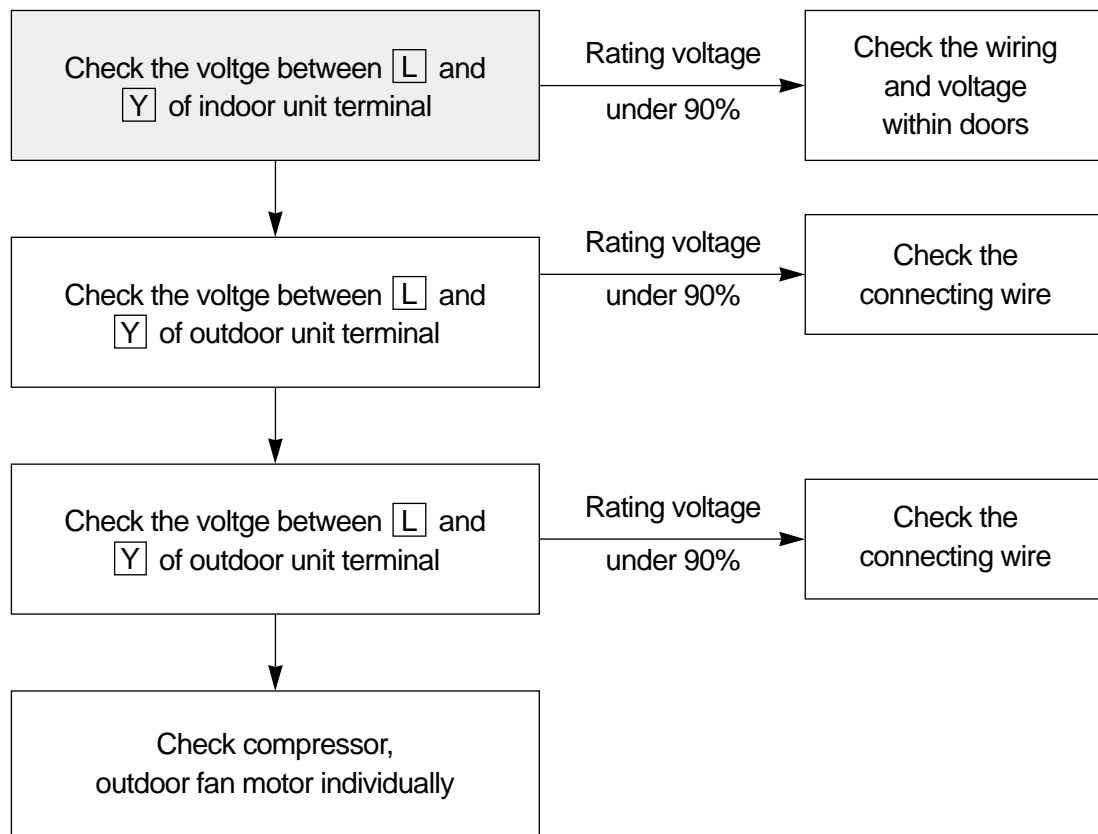 Check the voltge between L and
Y of indoor unit terminal
Rating voltage
under 90%
Check the wiring
and voltage
within doors
Check the voltge between L and
Y of outdoor unit terminal
Rating voltage
under 90%
Check the
connecting wire
Check the voltge between L and
Y of outdoor unit terminal
Rating voltage
under 90%
Check the
connecting wire
Check compressor,
outdoor fan motor individually